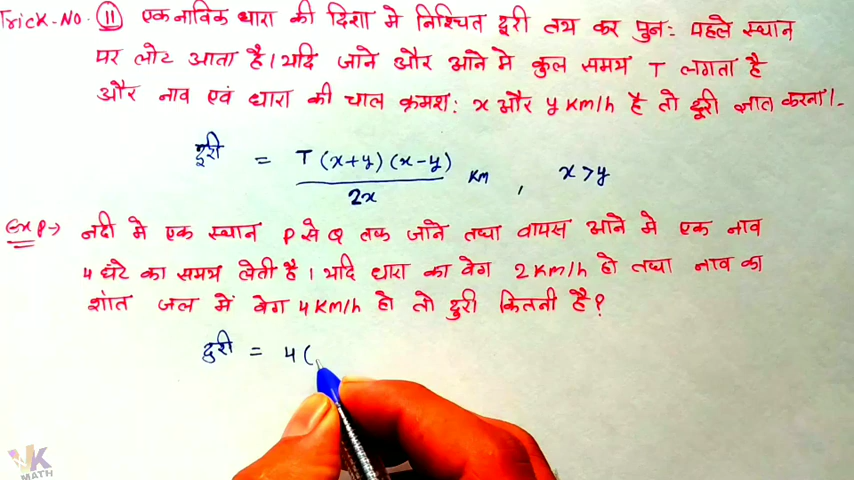 Trick-No. 11 एक नाविक धारा की दिशा मे निश्चित दूरी तय कर पुन: पहले स्थान
पर लोट आता है। यदि जाने और आने मे कुल समय T लगता है
और नाव एवं धारा की चाल क्रमश: x और y KM/h है तो दूरी ज्ञात करना।-
दूरी = T(x+y)(x-y) / 2x KM , x>y
Exp→ नदी मे एक स्थान P से Q तक जाने तथा वापस आने मे एक नाव
4 घंटे का समय लेती है। यदि धारा का वेग 2 KM/h हो तथा नाव का
शांत जल में वेग 4 KM/h हो तो दुरी कितनी है?
दुरी = 4(
VK
MATH